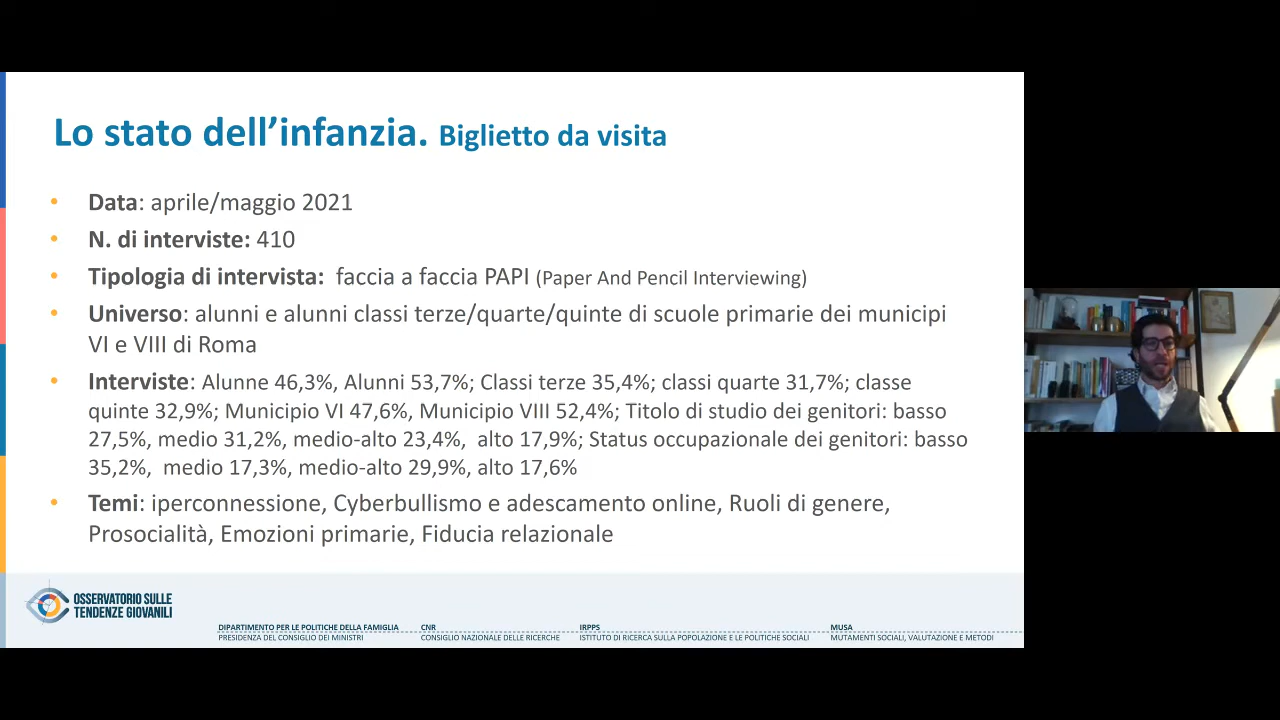 Lo stato dell’infanzia. Biglietto da visita
• Data: aprile/maggio 2021
• N. di interviste: 410
• Tipologia di intervista:  faccia a faccia PAPI (Paper And Pencil Interviewing)
• Universo: alunni e alunni classi terze/quarte/quinte di scuole primarie dei municipi
VI e VIII di Roma
• Interviste: Alunne 46,3%, Alunni 53,7%; Classi terze 35,4%; classi quarte 31,7%; classe
quinte 32,9%; Municipio VI 47,6%, Municipio VIII 52,4%; Titolo di studio dei genitori: basso
27,5%, medio 31,2%, medio-alto 23,4%,  alto 17,9%; Status occupazionale dei genitori: basso
35,2%,  medio 17,3%, medio-alto 29,9%, alto 17,6%
• Temi: iperconnessione, Cyberbullismo e adescamento online, Ruoli di genere,
Prosocialità, Emozioni primarie, Fiducia relazionale
OSSERVATORIO SULLE
TENDENZE GIOVANILI
DIPARTIMENTO PER LE POLITICHE DELLA FAMIGLIA
PRESIDENZA DEL CONSIGLIO DEI MINISTRI
CNR
CONSIGLIO NAZIONALE DELLE RICERCHE
IRPPS
ISTITUTO DI RICERCA SULLA POPOLAZIONE E LE POLITICHE SOCIALI
MUSA
MUTAMENTI SOCIALI, VALUTAZIONE E METODI